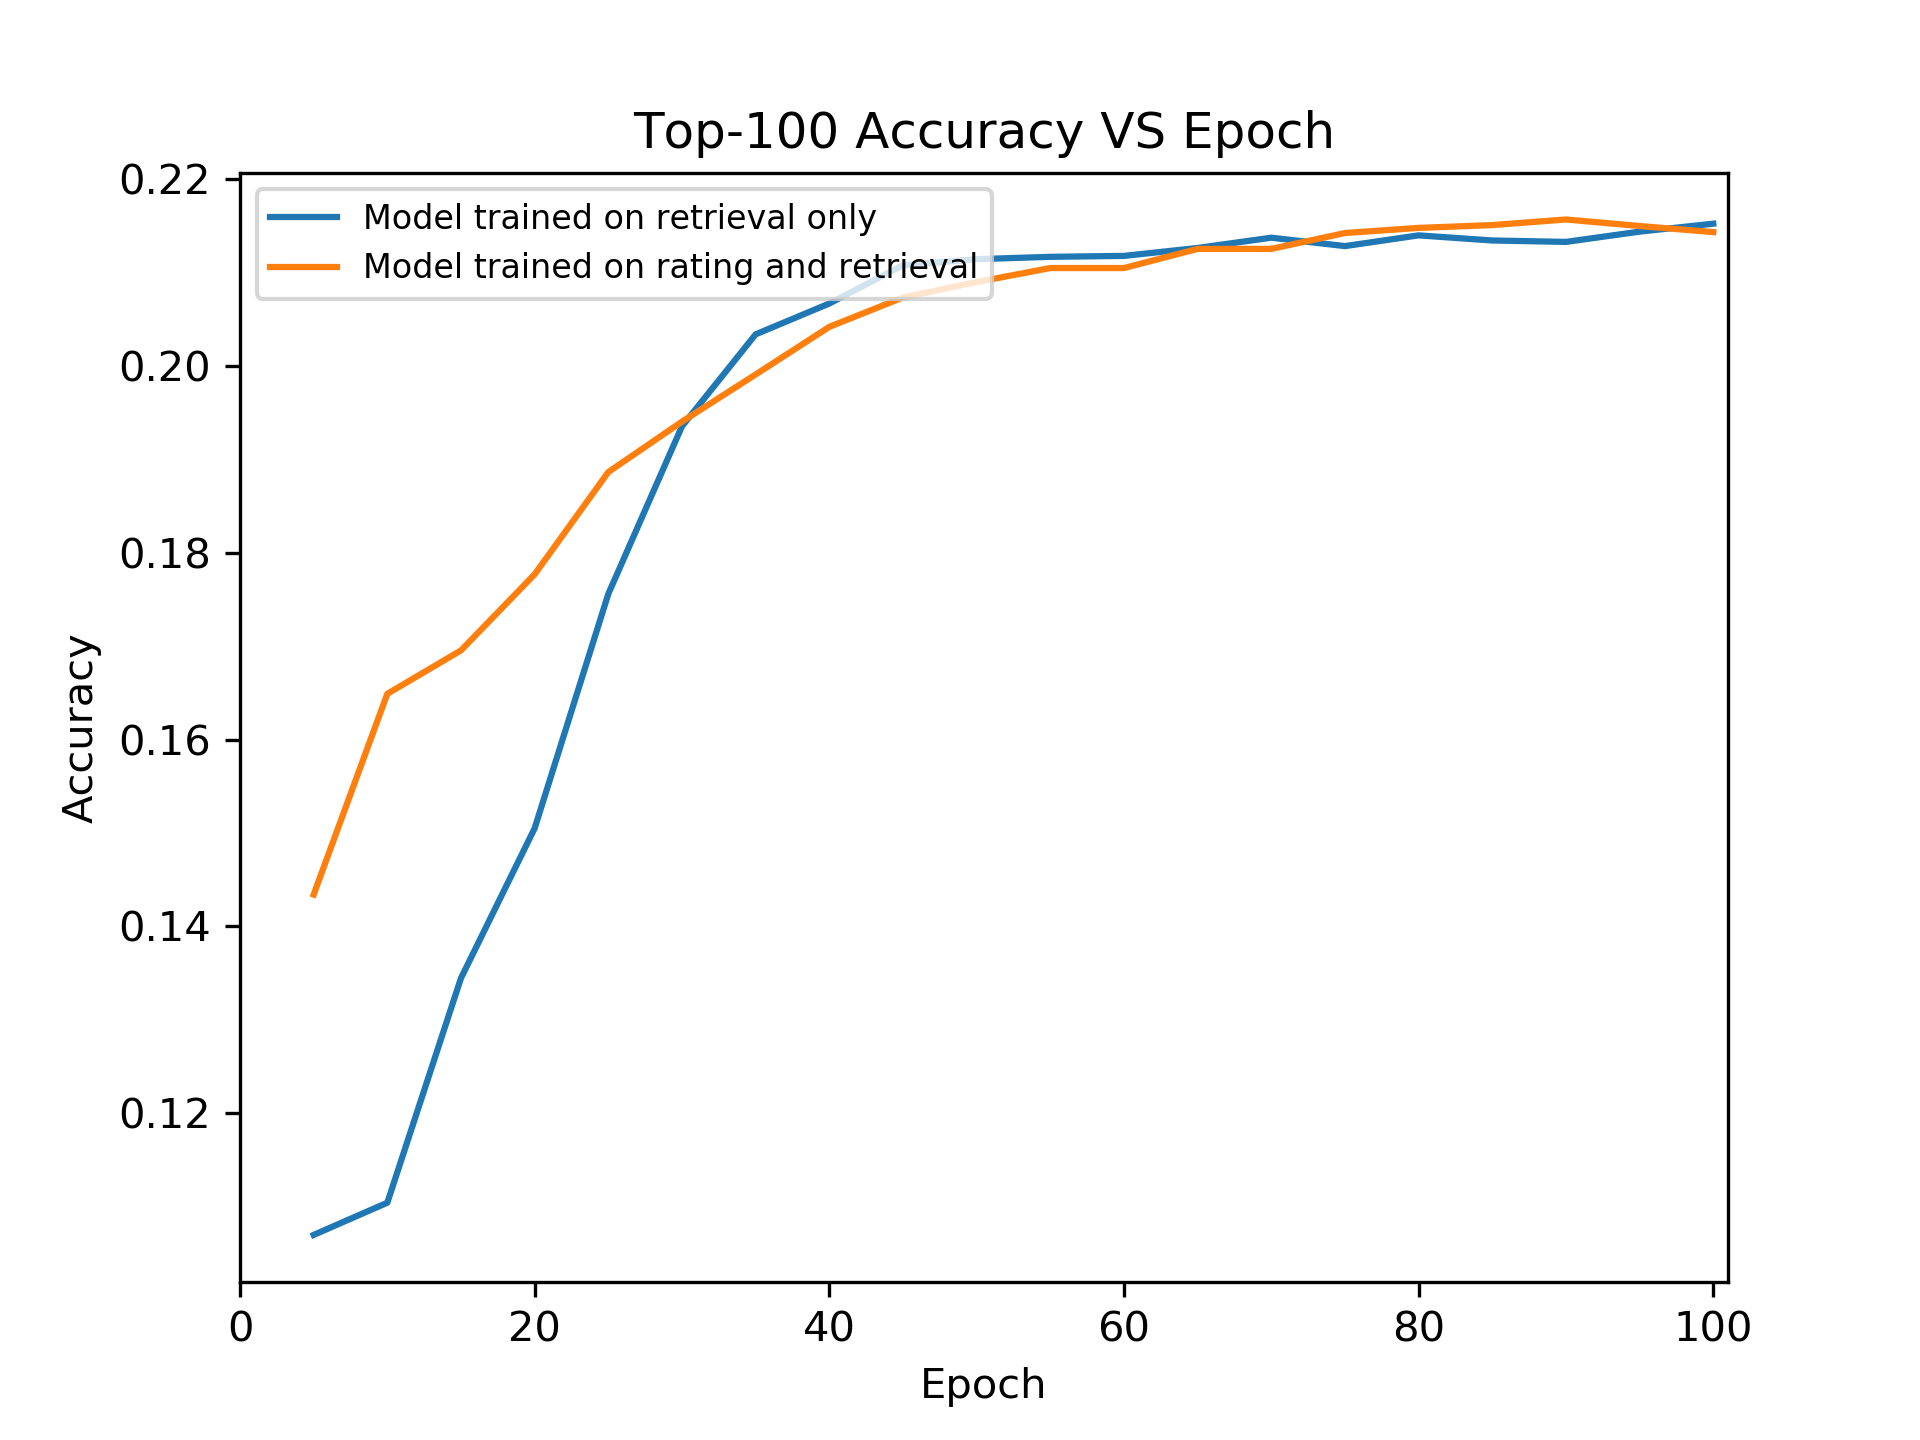 Top-100 Accuracy VS Epoch
Model trained on retrieval only
Model trained on rating and retrieval
Accuracy
0.22
0.20
0.18
0.16
0.14
0.12
0
20
40
60
80
100
Epoch